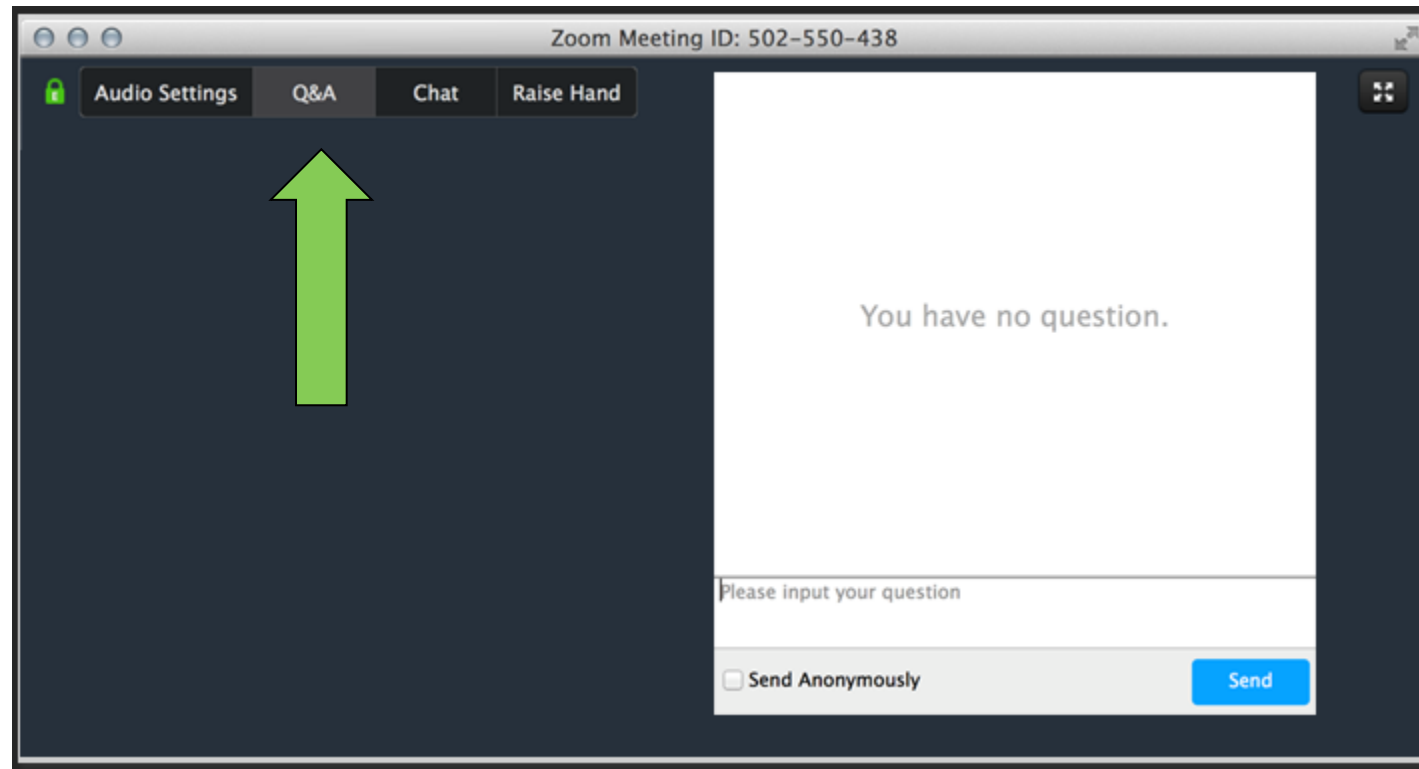 Zoom Meeting ID: 502-550-438
Audio Settings Q&A Chat Raise Hand
You have no question.
Please input your question
Send Anonymously Send